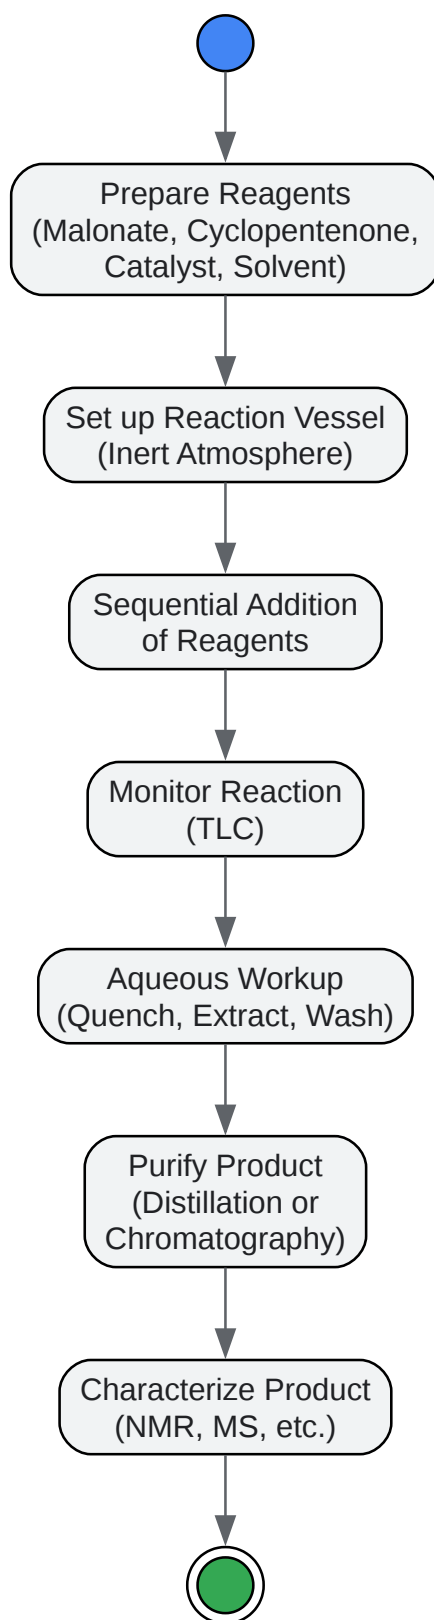 Prepare Reagents
(Malonate, Cyclopentenone,
Catalyst, Solvent)
Set up Reaction Vessel
(Inert Atmosphere)
Sequential Addition
of Reagents
Monitor Reaction
(TLC)
Aqueous Workup
(Quench, Extract, Wash)
Purify Product
(Distillation or
Chromatography)
Characterize Product
(NMR, MS, etc.)